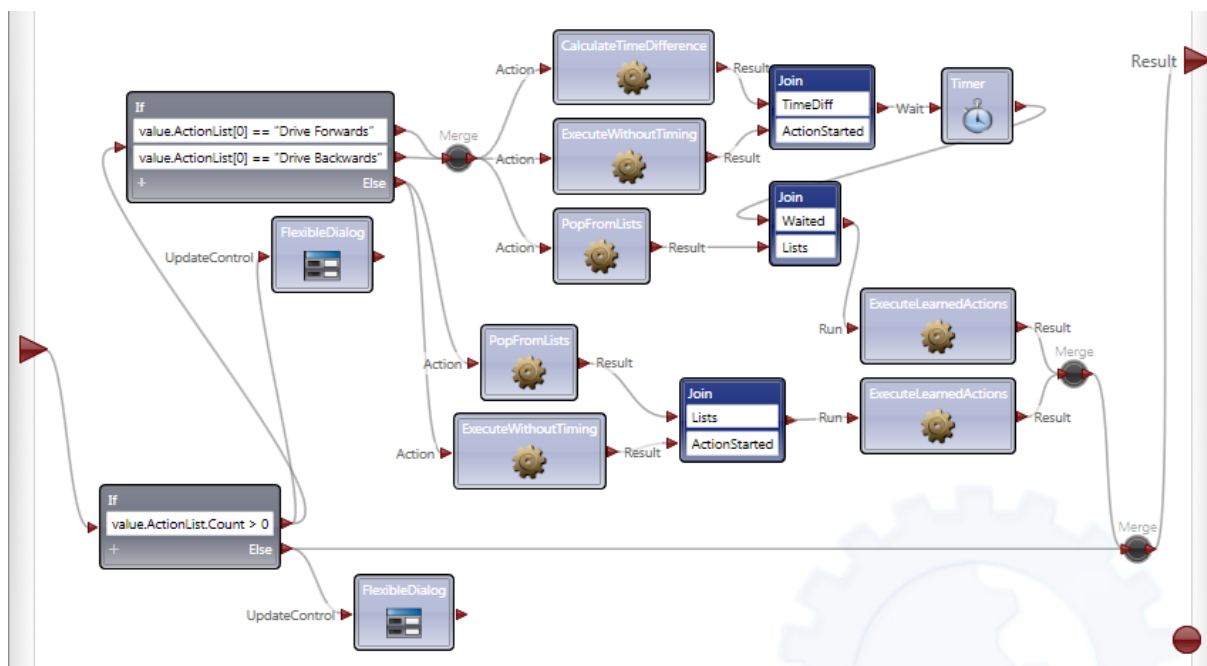 CalculateTimeDifference
Action
Result
Result
Join
TimeDiff
ActionStarted
Wait
Timer
If
value.ActionList[0] == "Drive Forwards"
value.ActionList[0] == "Drive Backwards"
+
Else
Merge
ExecuteWithoutTiming
Action
Result
Join
Waited
Lists
PopFromLists
Action
Result
FlexibleDialog
UpdateControl
ExecuteLearnedActions
Run
Result
PopFromLists
Action
Result
Merge
Join
Lists
ActionStarted
ExecuteLearnedActions
Run
Result
ExecuteWithoutTiming
Action
Result
If
value.ActionList.Count > 0
+
Else
Merge
FlexibleDialog
UpdateControl